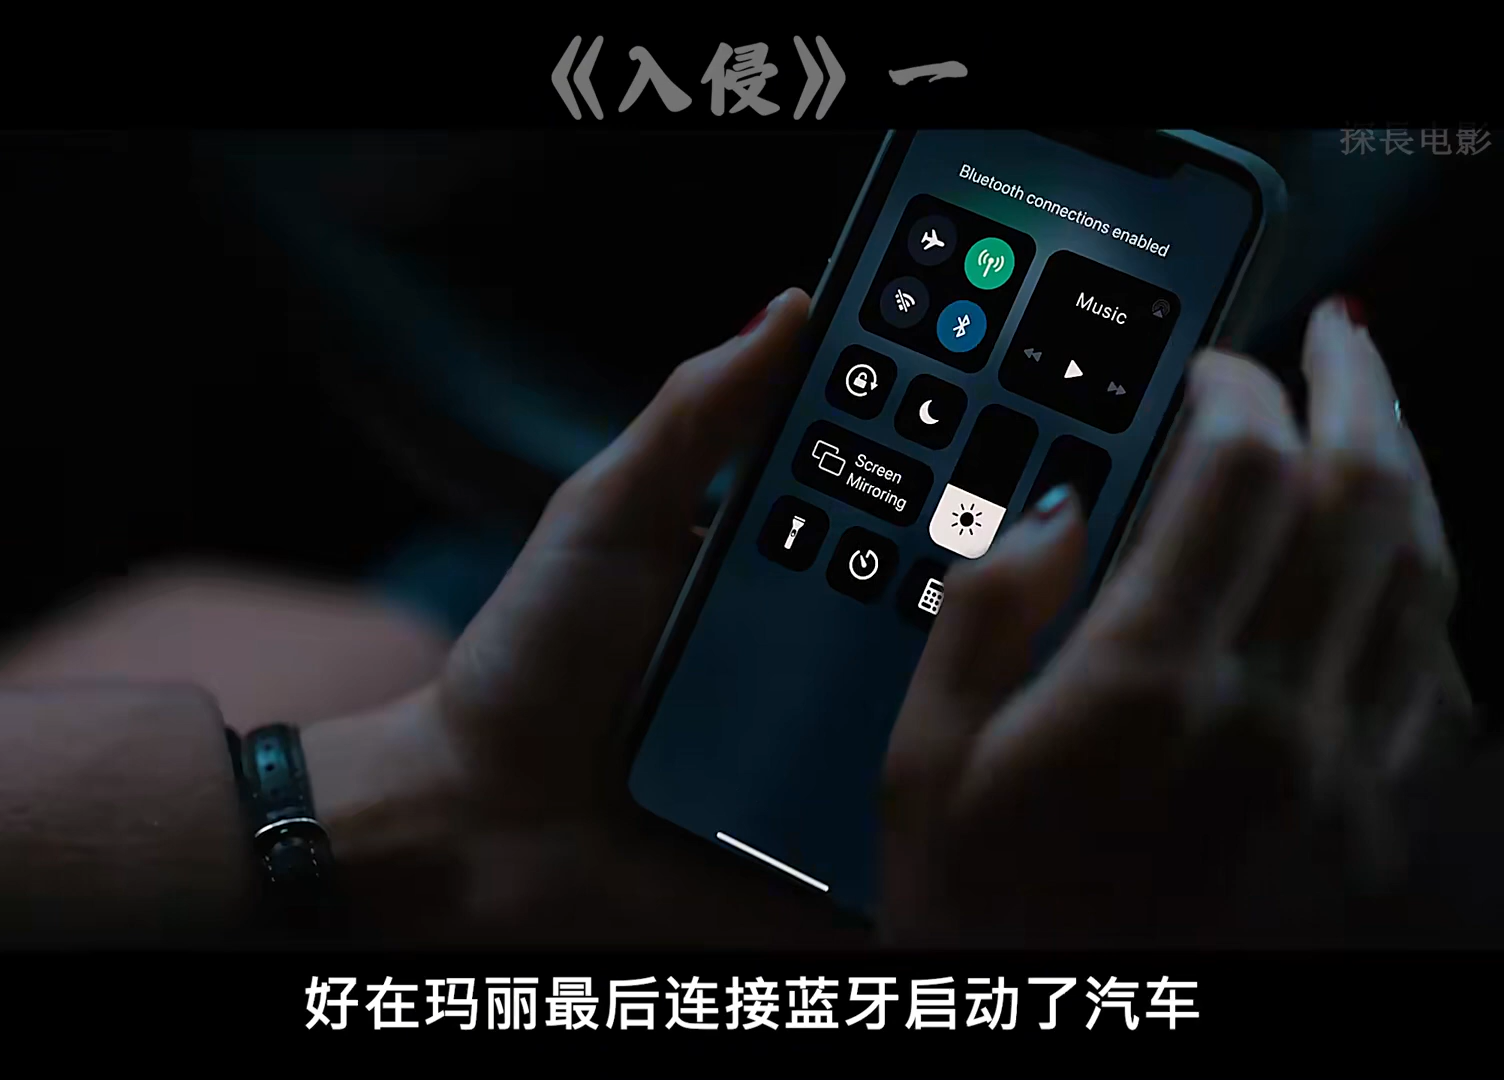 《入侵》一
探長电影
Bluetooth connections enabled
Music
Screen
Mirroring
好在玛丽最后连接蓝牙启动了汽车